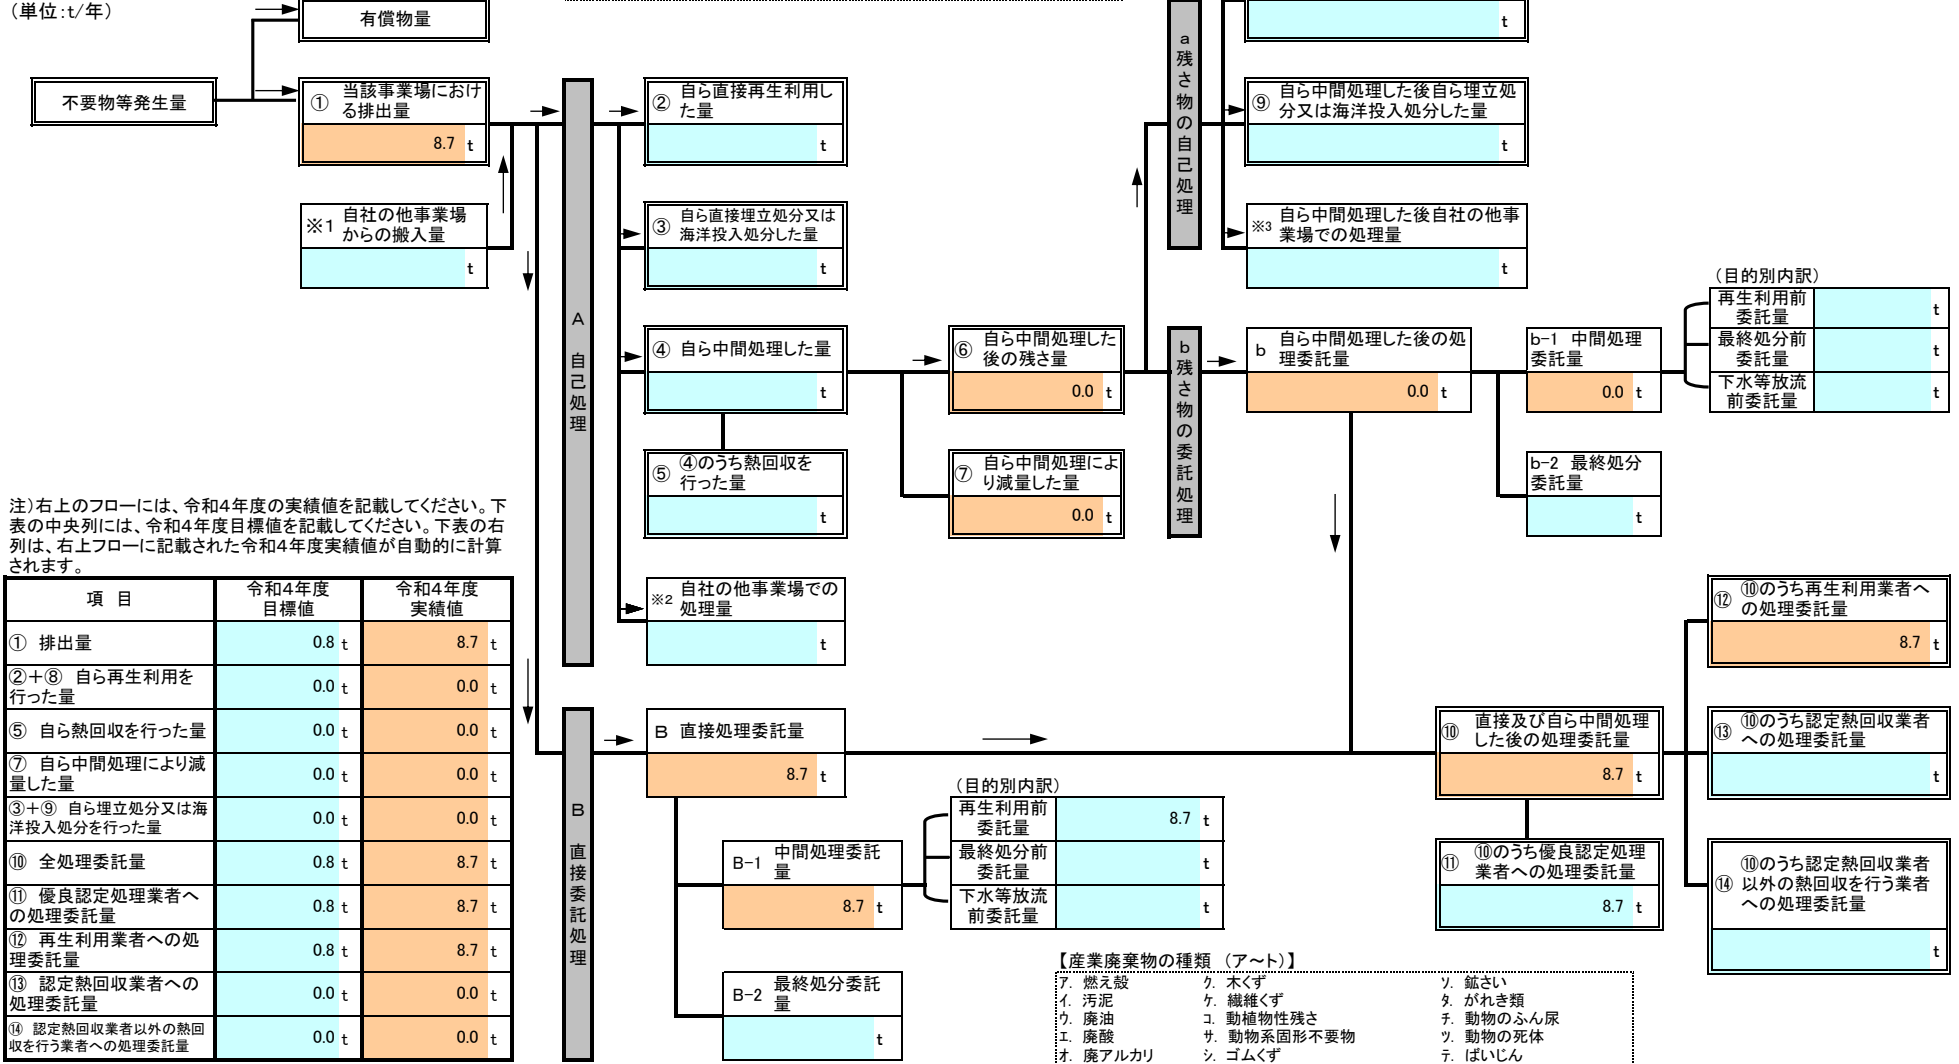 （単位：t/年）
有償物量
t
不要物等発生量
① 当該事業場におけ
る排出量
8.7 t
※1 自社の他事業場
からの搬入量
t
A 自己処理
② 自ら直接再生利用し
た量
t
③ 自ら直接埋立処分又は
海洋投入処分した量
t
④ 自ら中間処理した量
t
⑤ ④のうち熱回収を
行った量
t
※2 自社の他事業場での
処理量
t
⑥ 自ら中間処理した
後の残さ量
0.0 t
⑦ 自ら中間処理によ
り減量した量
0.0 t
a残さ物の自己処理
⑨ 自ら中間処理した後自ら埋立処
分又は海洋投入処分した量
t
※3 自ら中間処理した後自社の他事
業場での処理量
t
b残さ物の委託処理
b 自ら中間処理した後の処
理委託量
0.0 t
b-1 中間処理
委託量
0.0 t
b-2 最終処分
委託量
t
（目的別内訳）
再生利用前
委託量
t
最終処分前
委託量
t
下水等放流
前委託量
t
注）右上のフローには、令和４年度の実績値を記載してください。下
表の中央列には、令和４年度目標値を記載してください。下表の右
列は、右上フローに記載された令和４年度実績値が自動的に計算
されます。
項 目
令和４年度
目標値
令和４年度
実績値
① 排出量
0.8 t 8.7 t
②＋⑧ 自ら再生利用を
行った量
0.0 t 0.0 t
⑤ 自ら熱回収を行った量
0.0 t 0.0 t
⑦ 自ら中間処理により減
量した量
0.0 t 0.0 t
③＋⑨ 自ら埋立処分又は海
洋投入処分を行った量
0.0 t 0.0 t
⑩ 全処理委託量
0.8 t 8.7 t
⑪ 優良認定処理業者へ
の処理委託量
0.8 t 8.7 t
⑫ 再生利用業者への処
理委託量
0.8 t 8.7 t
⑬ 認定熱回収業者への
処理委託量
0.0 t 0.0 t
⑭ 認定熱回収業者以外の熱回
収を行う業者への処理委託量
0.0 t 0.0 t
B 直接委託処理
B 直接処理委託量
8.7 t
B-1 中間処理委託
量
8.7 t
B-2 最終処分委託
量
t
（目的別内訳）
再生利用前
委託量
8.7 t
最終処分前
委託量
t
下水等放流
前委託量
t
⑩ 直接及び自ら中間処理
した後の処理委託量
8.7 t
⑪ ⑩のうち優良認定処理
業者への処理委託量
8.7 t
⑫ ⑩のうち再生利用業者へ
の処理委託量
8.7 t
⑬ ⑩のうち認定熱回収業者
への処理委託量
t
⑭ ⑩のうち認定熱回収業者
以外の熱回収を行う業者
への処理委託量
t
【産業廃棄物の種類 （ア～ト）】
ア. 燃え殻 ク. 木くず ソ. 鉱さい
イ. 汚泥 ケ. 繊維くず タ. がれき類
ウ. 廃油 コ. 動植物性残さ チ. 動物のふん尿
エ. 廃酸 サ. 動物系固形不要物 ツ. 動物の死体
オ. 廃アルカリ シ. ゴムくず テ. ばいじん